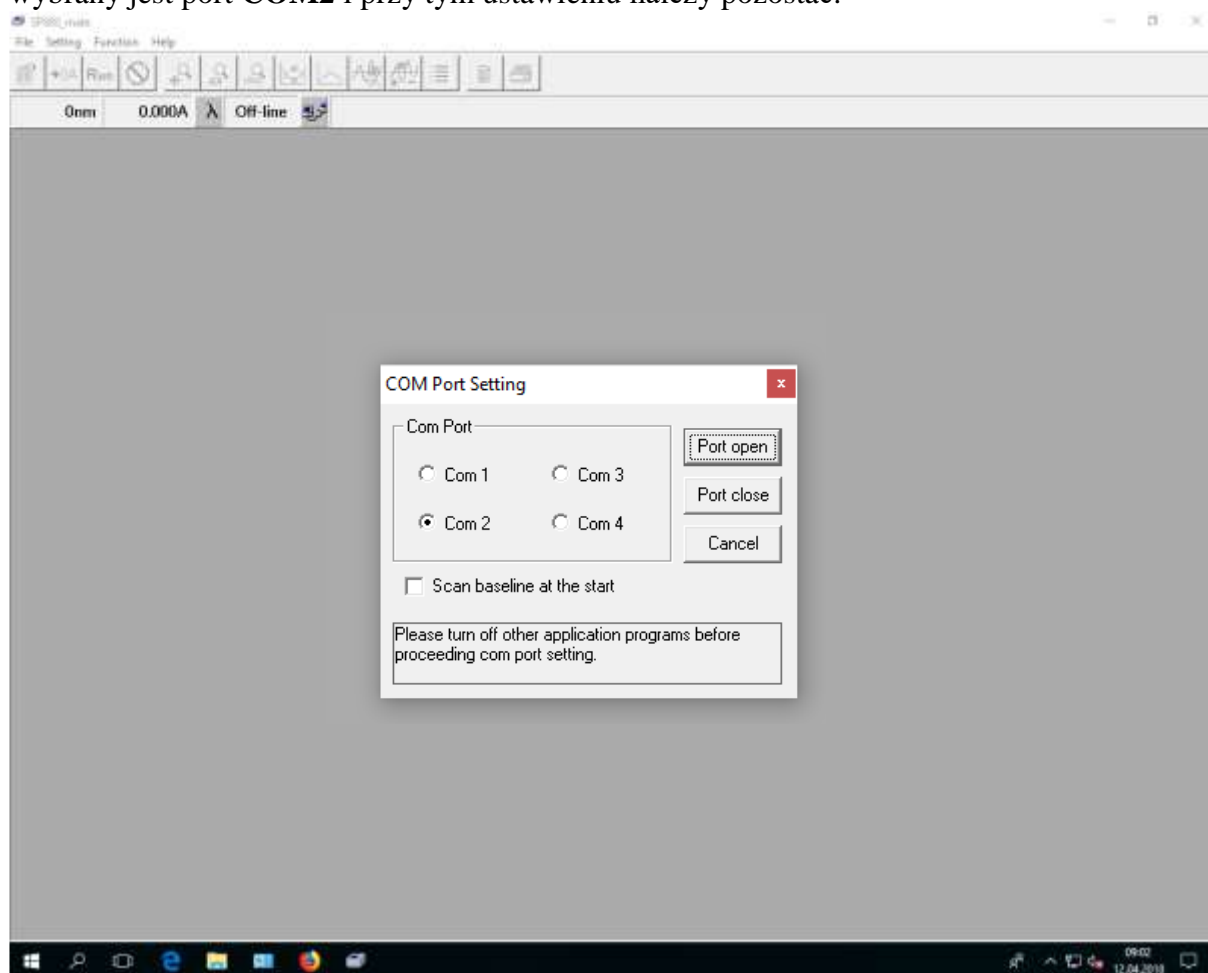 wybrany jest port COM2 i przy tym ustawieniu należy pozostać.
File Setting Function Help
0nm 0.000A λ Off-line
COM Port Setting
Com Port
Port open
Com 1 Com 3
Port close
Com 2 Com 4
Cancel
Scan baseline at the start
Please turn off other application programs before
proceeding com port setting.
09:02